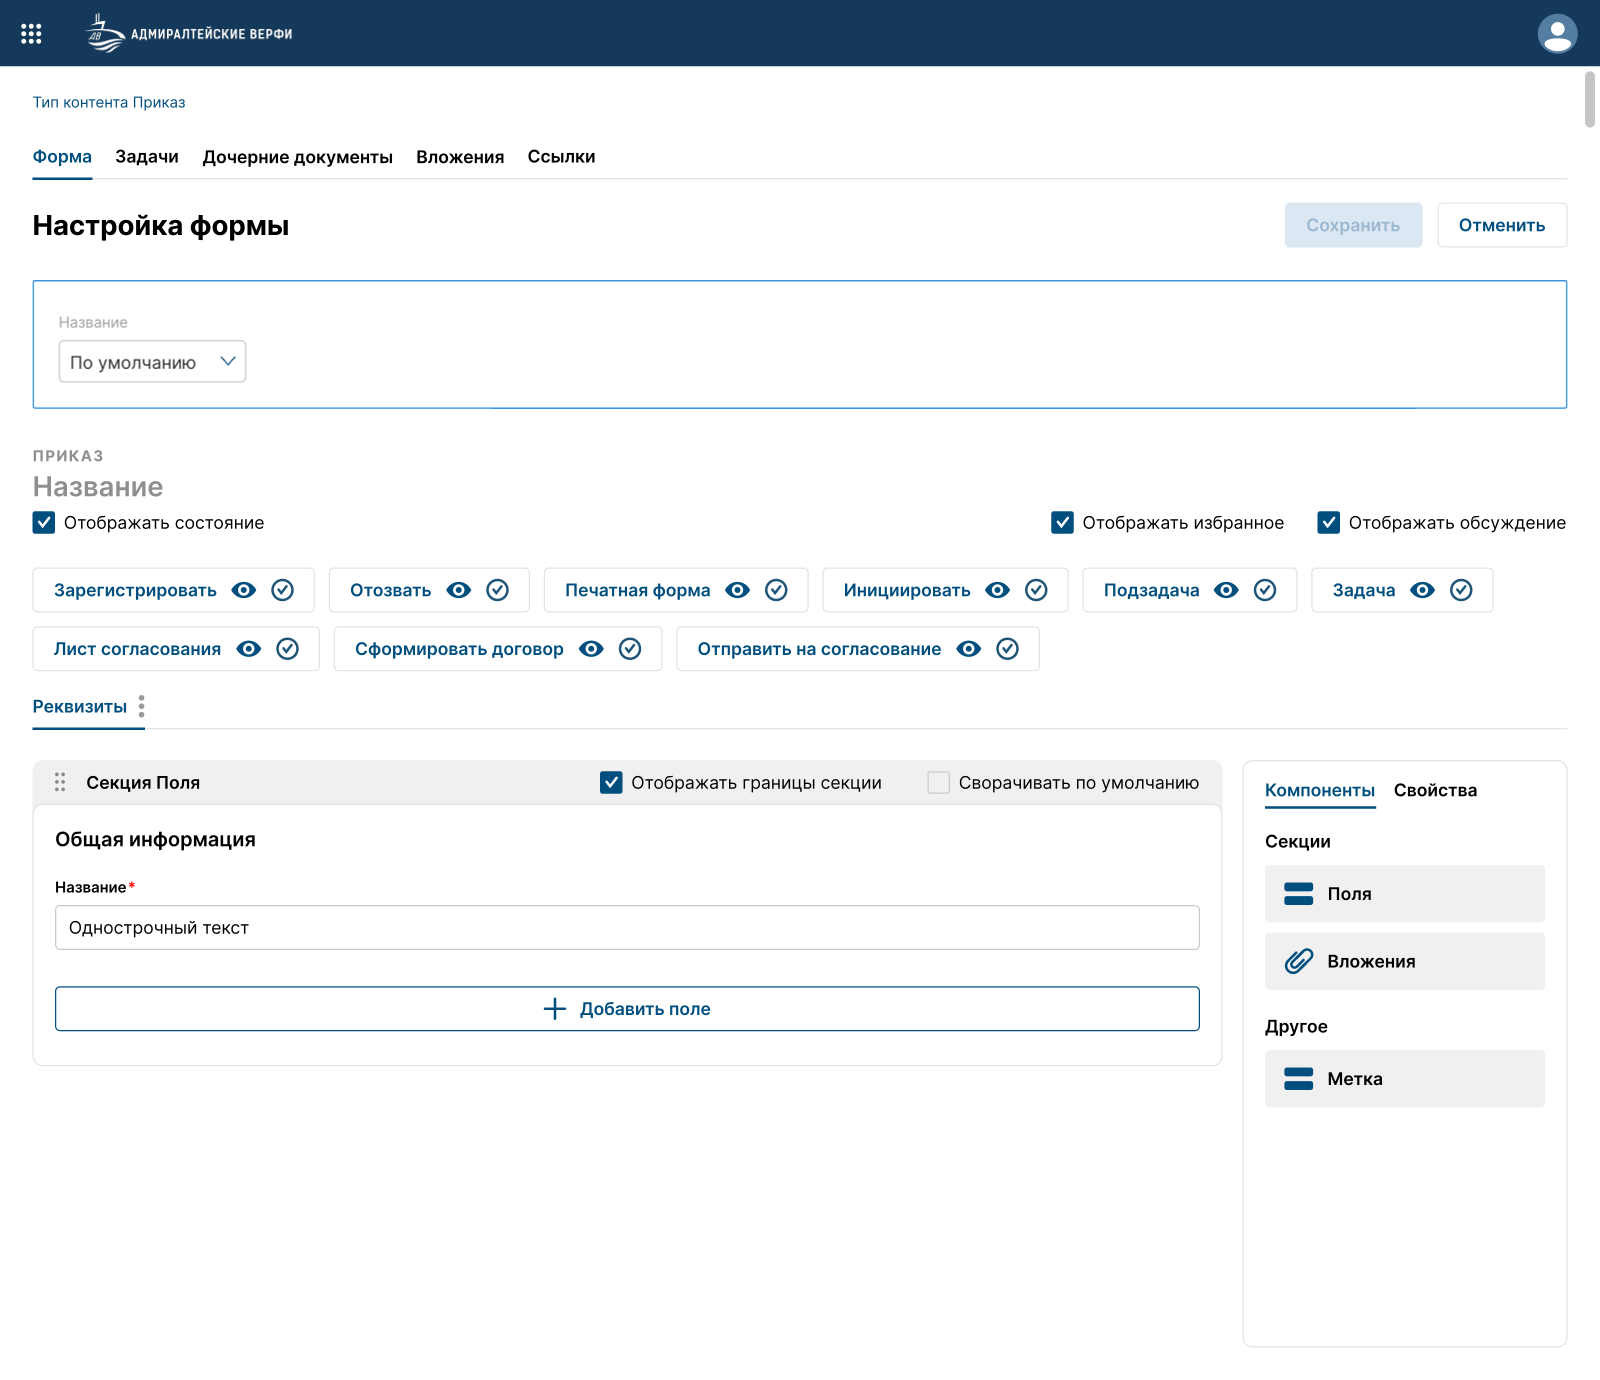 АДМИРАЛТЕЙСКИЕ ВЕРФИ
Тип контента Приказ
Форма Задачи Дочерние документы Вложения Ссылки
Настройка формы
Сохранить Отменить
Название
По умолчанию
ПРИКАЗ
Название
Отображать состояние Отображать избранное Отображать обсуждение
Зарегистрировать Отозвать Печатная форма Инициировать Подзадача Задача
Лист согласования Сформировать договор Отправить на согласование
Реквизиты
Секция Поля Отображать границы секции Сворачивать по умолчанию
Общая информация
Название*
Однострочный текст
Добавить поле
Компоненты Свойства
Секции
Поля
Вложения
Другое
Метка